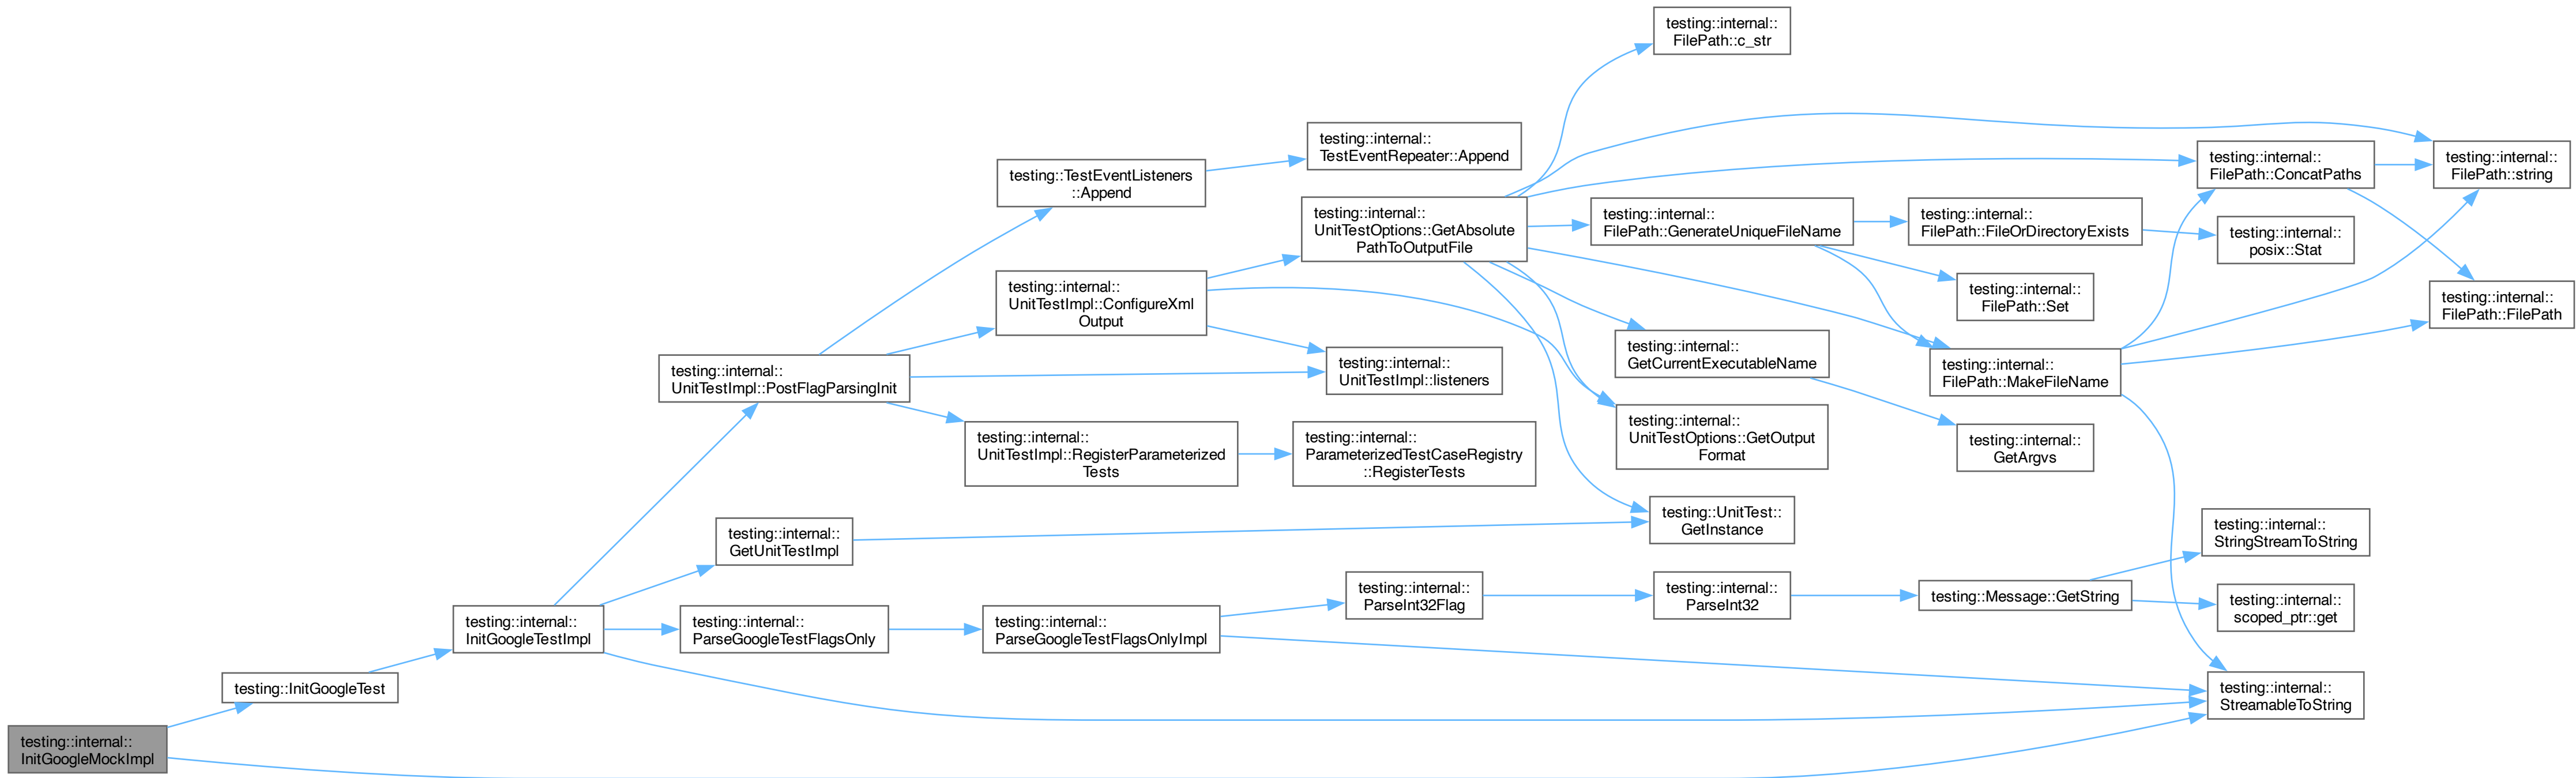 testing::internal::
FilePath::c_str
testing::internal::
TestEventRepeater::Append
testing::internal::
FilePath::ConcatPaths
testing::internal::
FilePath::string
testing::TestEventListeners
::Append
testing::internal::
UnitTestOptions::GetAbsolute
PathToOutputFile
testing::internal::
FilePath::GenerateUniqueFileName
testing::internal::
FilePath::FileOrDirectoryExists
testing::internal::
posix::Stat
testing::internal::
UnitTestImpl::ConfigureXml
Output
testing::internal::
FilePath::Set
testing::internal::
FilePath::FilePath
testing::internal::
UnitTestImpl::PostFlagParsingInit
testing::internal::
UnitTestImpl::listeners
testing::internal::
GetCurrentExecutableName
testing::internal::
FilePath::MakeFileName
testing::internal::
UnitTestImpl::RegisterParameterized
Tests
testing::internal::
ParameterizedTestCaseRegistry
::RegisterTests
testing::internal::
UnitTestOptions::GetOutput
Format
testing::internal::
GetArgvs
testing::internal::
GetUnitTestImpl
testing::UnitTest::
GetInstance
testing::internal::
StringStreamToString
testing::internal::
InitGoogleTestImpl
testing::internal::
ParseGoogleTestFlagsOnly
testing::internal::
ParseGoogleTestFlagsOnlyImpl
testing::internal::
ParseInt32Flag
testing::internal::
ParseInt32
testing::Message::GetString
testing::internal::
scoped_ptr::get
testing::InitGoogleTest
testing::internal::
StreamableToString
testing::internal::
InitGoogleMockImpl